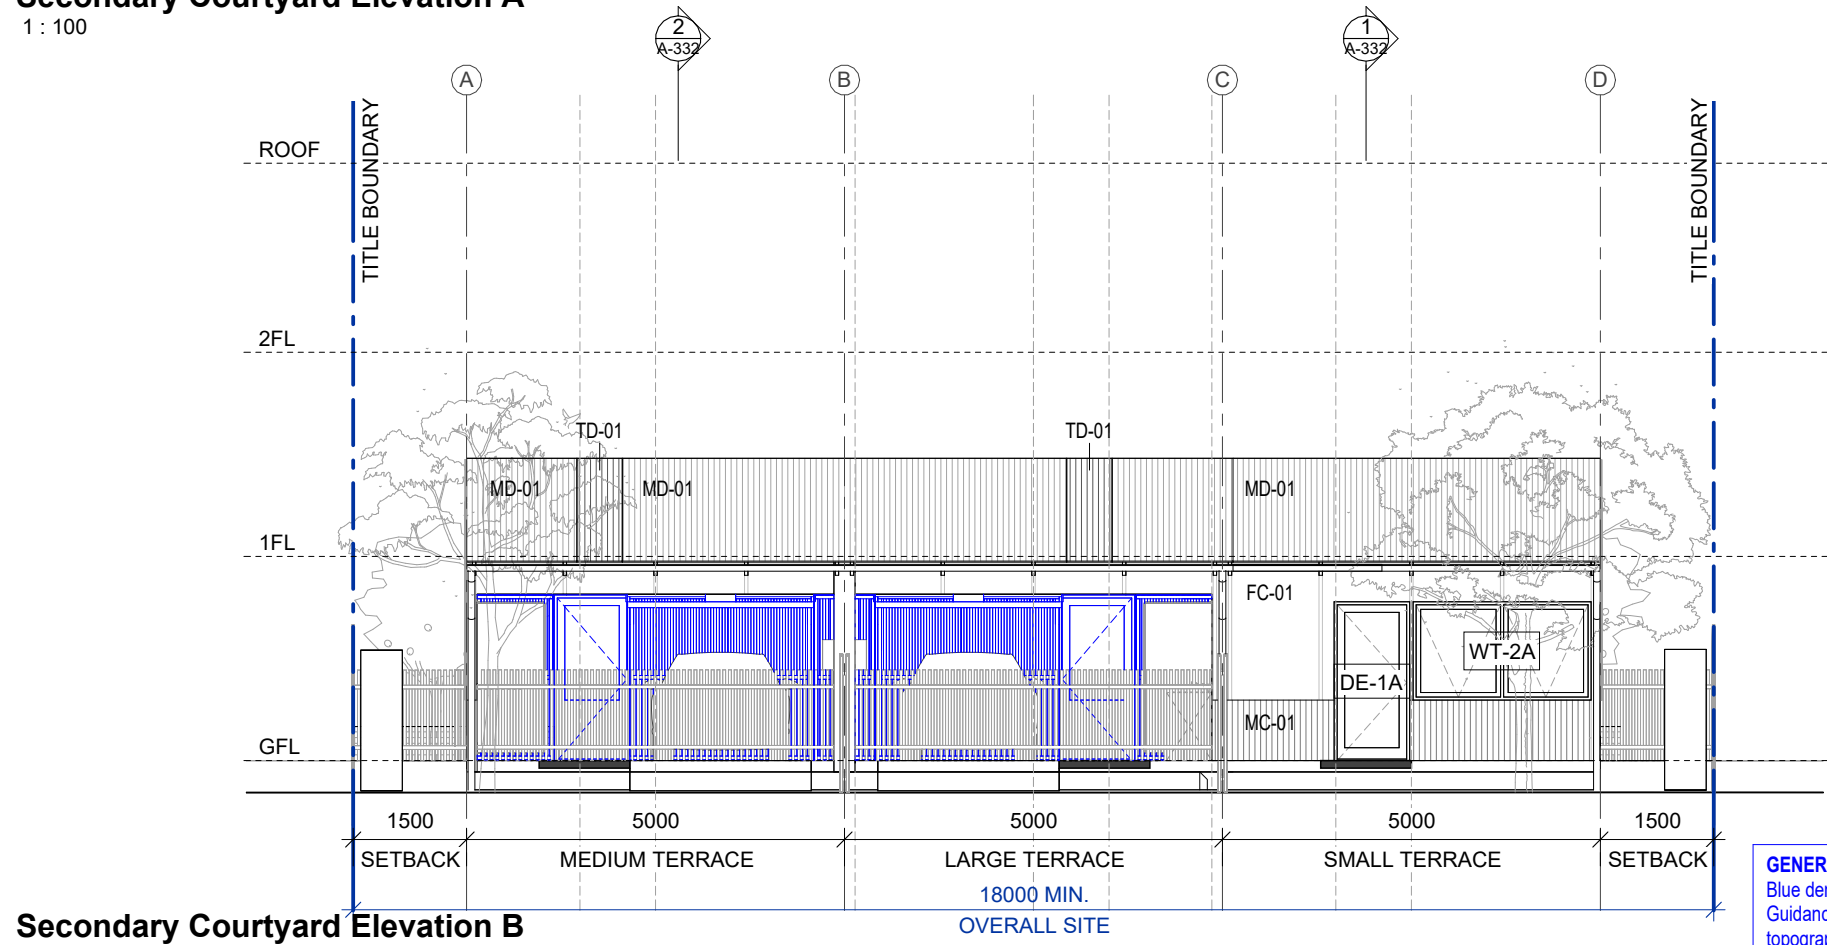 Secondary Courtyard Elevation A
1 : 100
2
A-332
1
A-332
A
B
C
D
TITLE BOUNDARY
TITLE BOUNDARY
ROOF
2FL
1FL
GFL
TD-01
TD-01
MD-01
MD-01
MD-01
FC-01
WT-2A
DE-1A
MC-01
1500
5000
5000
5000
1500
SETBACK
MEDIUM TERRACE
LARGE TERRACE
SMALL TERRACE
SETBACK
18000 MIN.
OVERALL SITE
Secondary Courtyard Elevation B
GENER
Blue den
Guidanc
topogran